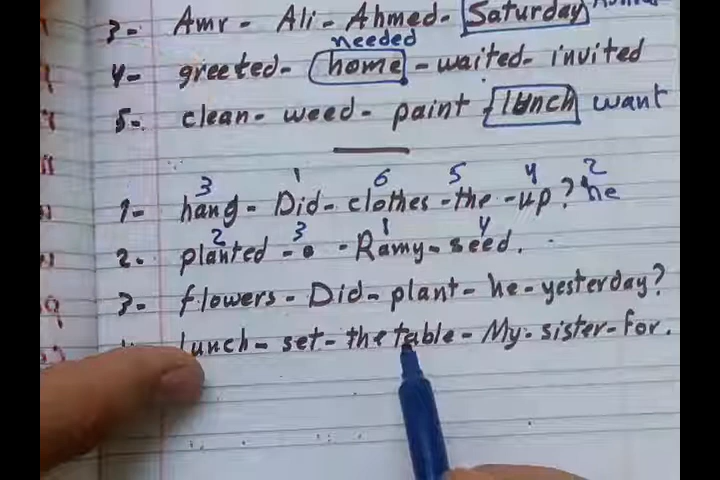 3- Amr - Ali - Ahmed - Saturday
needed
4- greeted - home - waited - invited
5- clean - weed - paint - lunch want
3 1 6 5 4 2
1- hang - Did - clothes - the - up? he
2 3 1 4
2- planted - a - Ramy - seed.
3- flowers - Did - plant - he - yesterday?
lunch - set - the table - My - sister - for.